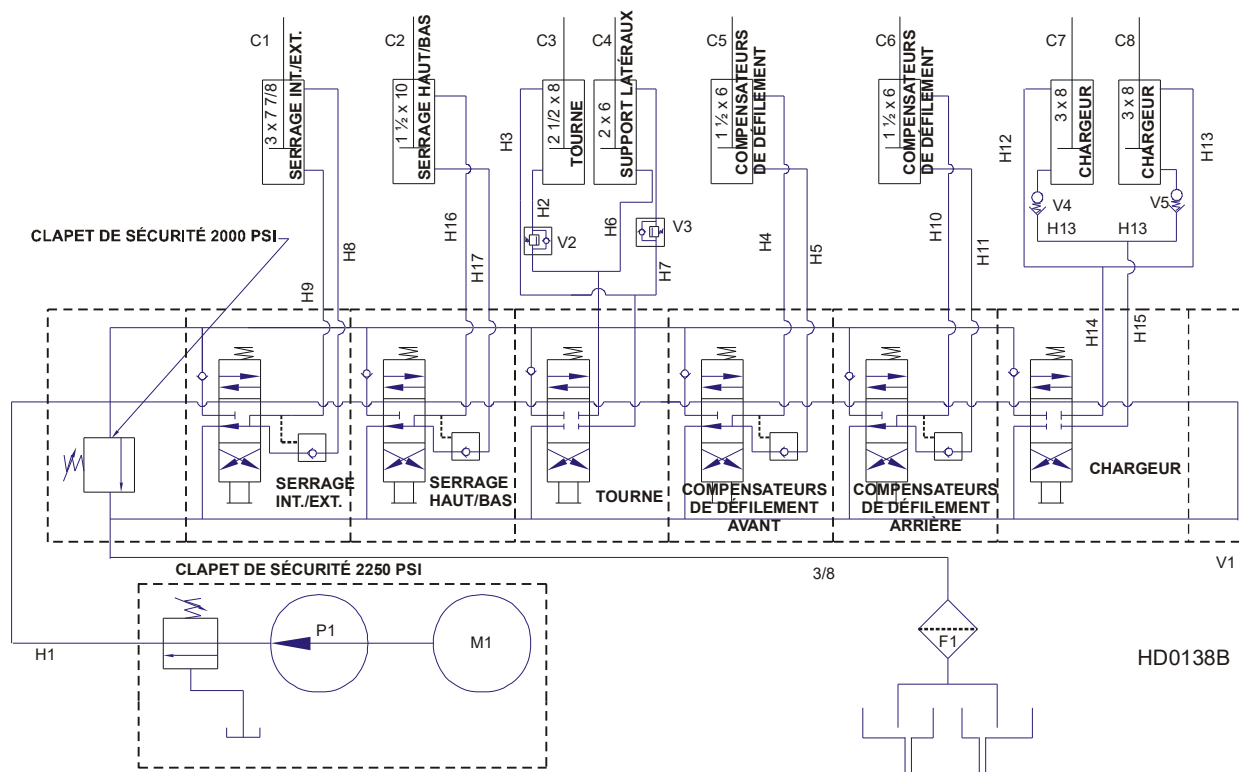 C1
C2
C3
C4
C5
C6
C7
C8
3 x 7 7/8
SERRAGE INT./EXT.
1 ½ x 10
SERRAGE HAUT/BAS
2 1/2 x 8
TOURNE
2 x 6
SUPPORT LATÉRAUX
1 ½ x 6
COMPENSATEURS
DE DÉFILEMENT
1 ½ x 6
COMPENSATEURS
DE DÉFILEMENT
3 x 8
CHARGEUR
3 x 8
CHARGEUR
H3
H12
H13
CLAPET DE SÉCURITÉ 2000 PSI
H8
H9
H16
H17
H2
V2
H6
V3
H7
H4
H5
H10
H11
V4
V5
H13
H13
H14
H15
SERRAGE
INT./EXT.
SERRAGE
HAUT/BAS
TOURNE
COMPENSATEURS
DE DÉFILEMENT
AVANT
COMPENSATEURS
DE DÉFILEMENT
ARRIÈRE
CHARGEUR
V1
3/8
CLAPET DE SÉCURITÉ 2250 PSI
H1
P1
M1
F1
HD0138B